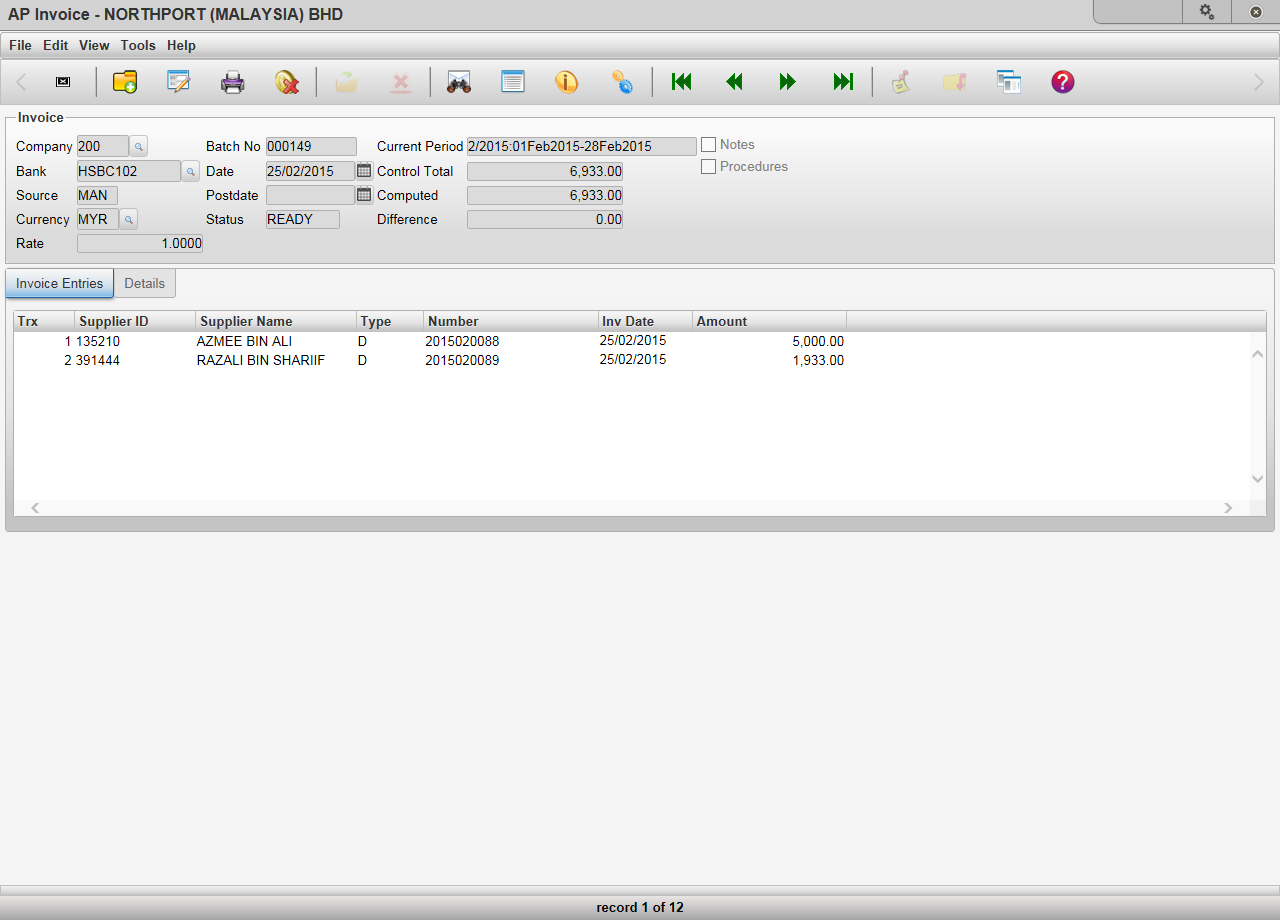 AP Invoice - NORTHPORT (MALAYSIA) BHD
File Edit View Tools Help
Invoice
Company 200 Batch No 000149 Current Period 2/2015:01Feb2015-28Feb2015 Notes
Bank HSBC102 Date 25/02/2015 Control Total 6,933.00 Procedures
Source MAN Postdate Computed 6,933.00
Currency MYR Status READY Difference 0.00
Rate 1.0000
Invoice Entries Details
Trx Supplier ID Supplier Name Type Number Inv Date Amount
1 135210 AZMEE BIN ALI D 2015020088 25/02/2015 5,000.00
2 391444 RAZALI BIN SHARIIF D 2015020089 25/02/2015 1,933.00
record 1 of 12